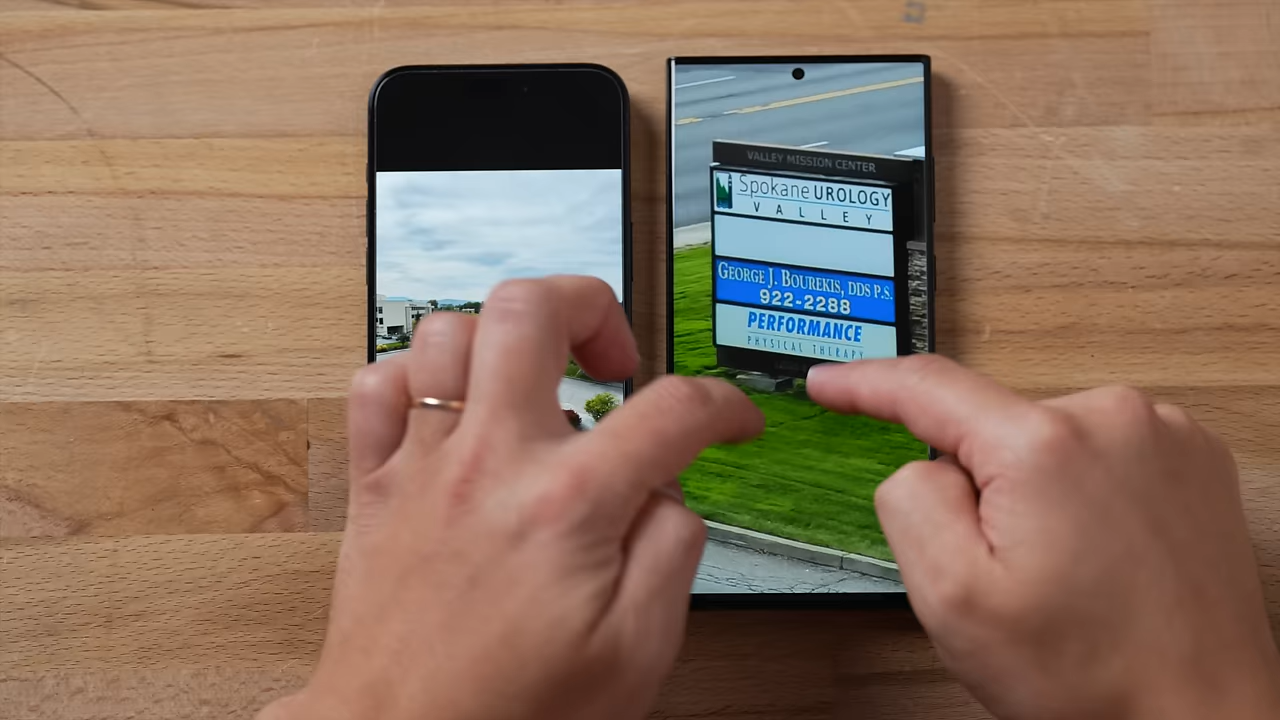 VALLEY MISSION CENTER
Spokane UROLOGY
VALLEY
GEORGE J. BOUREKIS, DDS P.S.
922-2288
PERFORMANCE
PHYSICAL THERAPY